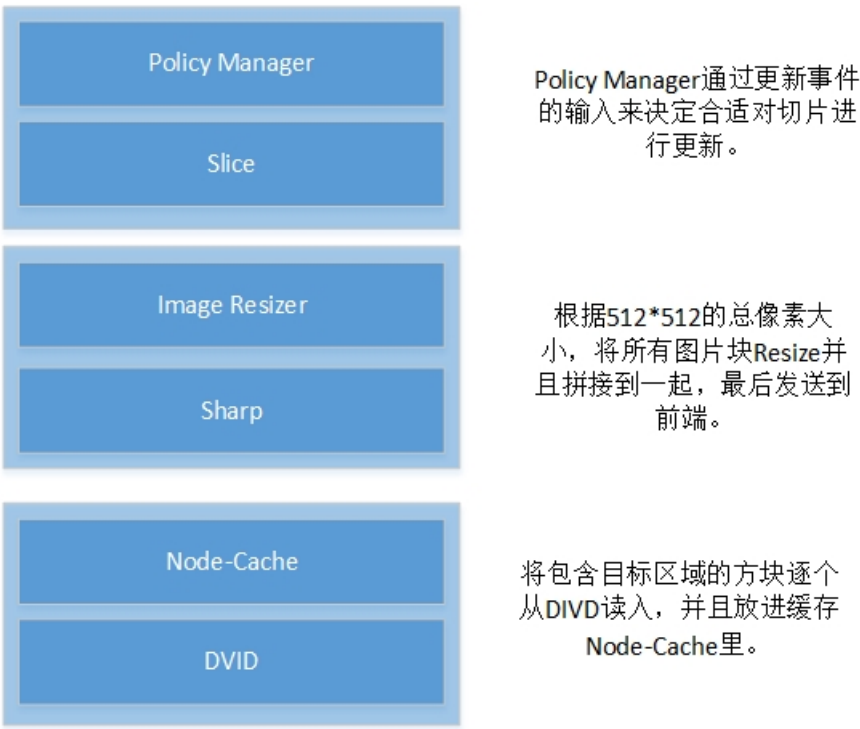 Policy Manager
Slice
Policy Manager通过更新事件
的输入来决定合适对切片进
行更新。
Image Resizer
Sharp
根据512*512的总像素大
小，将所有图片块Resize并
且拼接到一起，最后发送到
前端。
Node-Cache
DVID
将包含目标区域的方块逐个
从DIVD读入，并且放进缓存
Node-Cache里。